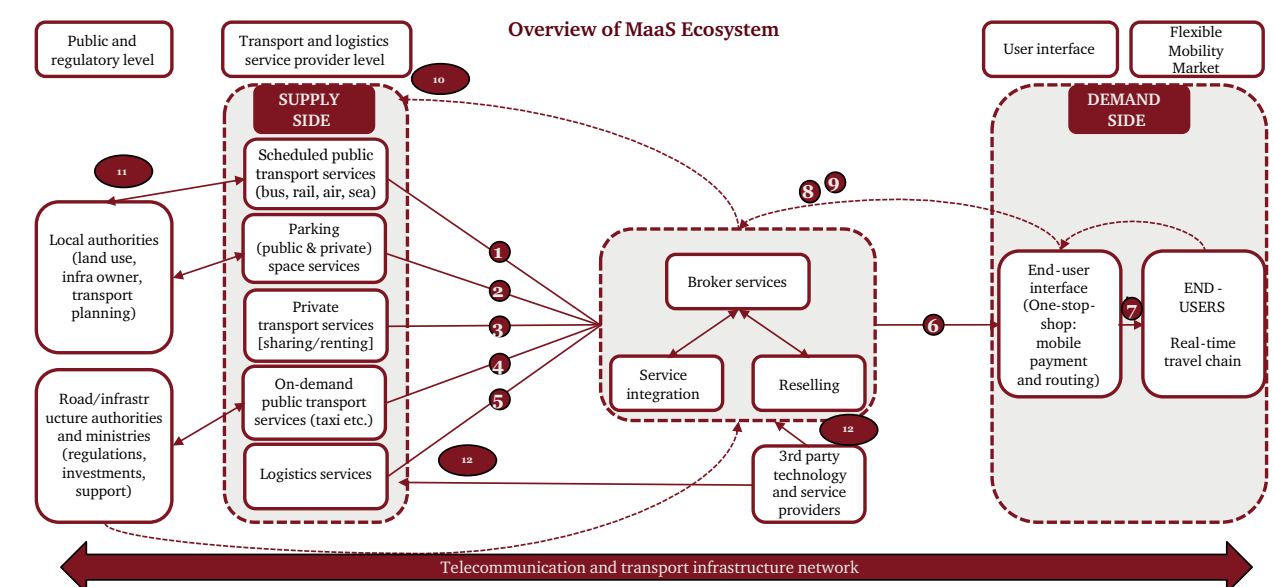 Overview of MaaS Ecosystem
Public and
regulatory level
Transport and logistics
service provider level
User interface
Flexible
Mobility
Market
10
SUPPLY
SIDE
DEMAND
SIDE
Scheduled public
transport services
(bus, rail, air, sea)
11
8
9
Local authorities
(land use,
infra owner,
transport
planning)
Parking
(public & private)
space services
1
2
Broker services
End-user
interface
(One-stop-
shop:
mobile
payment
and routing)
END -
USERS
Real-time
travel chain
Private
transport services
[sharing/renting]
3
6
7
On-demand
public transport
services (taxi etc.)
4
5
Service
integration
Reselling
Road/infrastr
ucture authorities
and ministries
(regulations,
investments,
support)
Logistics services
12
12
3rd party
technology
and service
providers
Telecommunication and transport infrastructure network